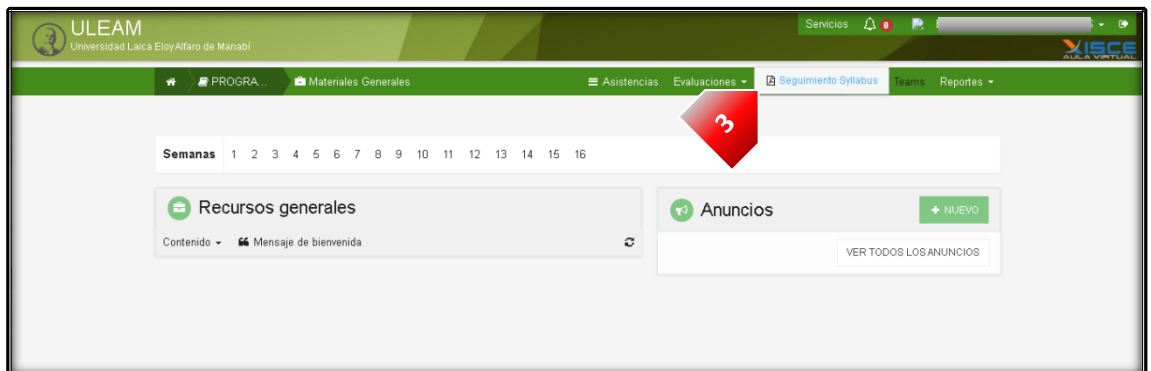 ULEAM
Universidad Laica Eloy Alfaro de Manabí
Servicios 0
XISCE
AULA VIRTUAL
PROGRA... Materiales Generales Asistencias Evaluaciones Seguimiento Syllabus Teams Reportes
3
Semanas 1 2 3 4 5 6 7 8 9 10 11 12 13 14 15 16
Recursos generales
Contenido Mensaje de bienvenida
Anuncios + NUEVO
VER TODOS LOS ANUNCIOS